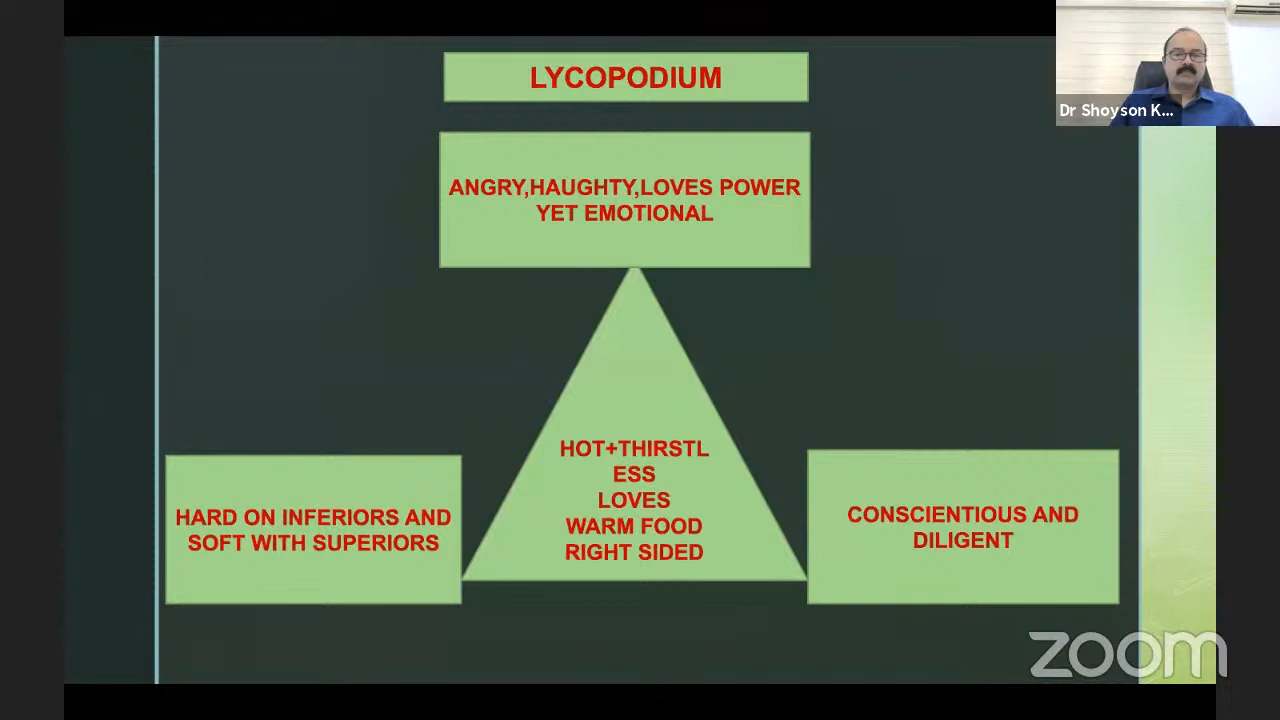 LYCOPODIUM
Dr Shoyson K...
ANGRY,HAUGHTY,LOVES POWER
YET EMOTIONAL
HOT+THIRSTL
ESS
LOVES
WARM FOOD
RIGHT SIDED
HARD ON INFERIORS AND
SOFT WITH SUPERIORS
CONSCIENTIOUS AND
DILIGENT
zoom